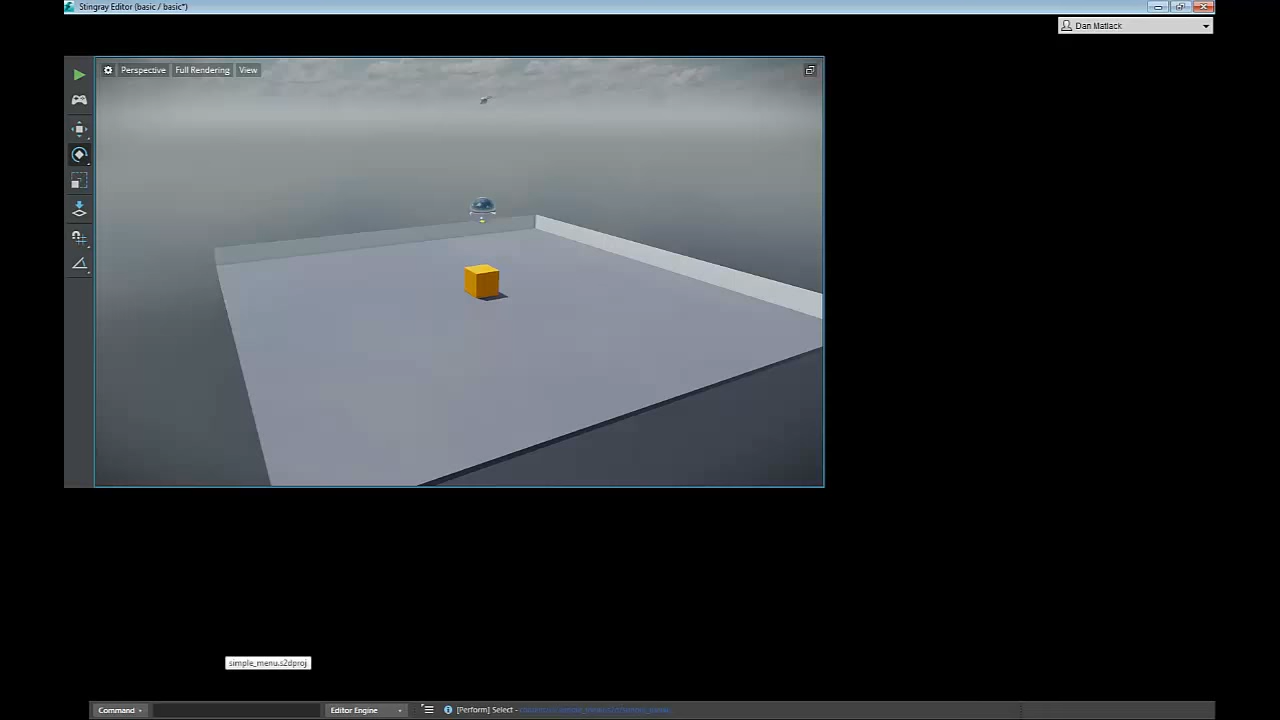 Stingray Editor (basic / basic*)
Dan Matlack
Perspective
Full Rendering
View
simple_menu.s2dproj
Command
Editor Engine
[Perform] Select -